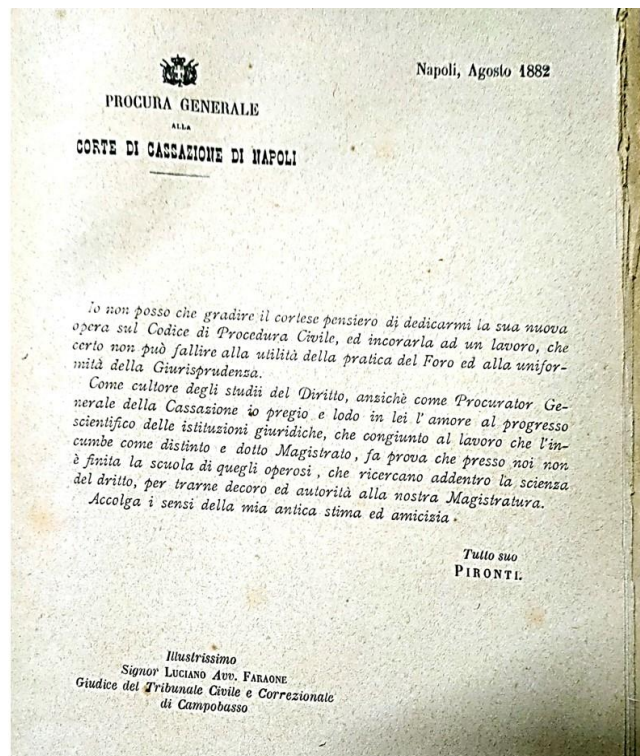 Napoli, Agosto 1882
PROCURA GENERALE
ALLA
CORTE DI CASSAZIONE DI NAPOLI
Io non posso che gradire il cortese pensiero di dedicarmi la sua nuova
opera sul Codice di Procedura Civile, ed incorarla ad un lavoro, che
certo non può fallire alla utilità della pratica del Foro ed alla unifor-
mità della Giurisprudenza.
Come cultore degli studii del Diritto, anzichè come Procurator Ge-
nerale della Cassazione io pregio e lodo in lei l'amore al progresso
scientifico delle istituzioni giuridiche, che congiunto al lavoro che l'in-
cumbe come distinto e dotto Magistrato, fa prova che presso noi non
è finita la scuola di quegli operosi, che ricercano addentro la scienza
del dritto, per trarne decoro ed autorità alla nostra Magistratura.
Accolga i sensi della mia antica stima ed amicizia.
Tutto suo
PIRONTI.
Illustrissimo
Signor LUCIANO Avv. FARAONE
Giudice del Tribunale Civile e Correzionale
di Campobasso